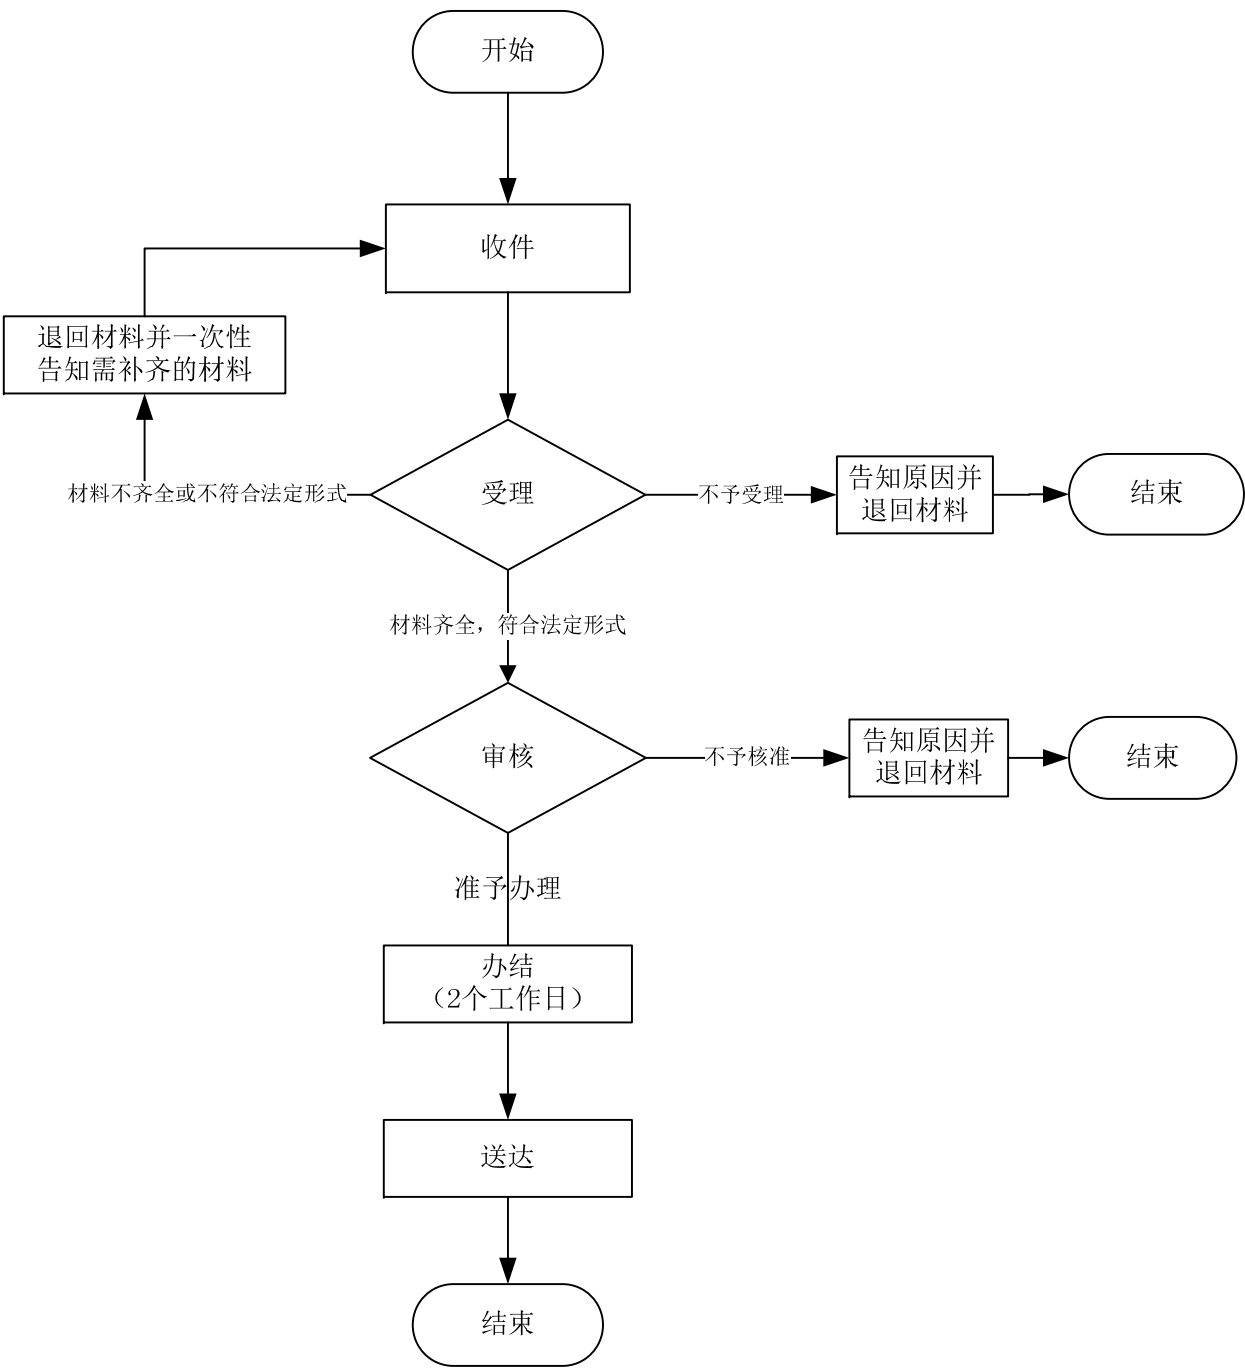 开始
收件
退回材料并一次性
告知需补齐的材料
材料不齐全或不符合法定形式
受理
不予受理
告知原因并
退回材料
结束
材料齐全，符合法定形式
审核
不予核准
告知原因并
退回材料
结束
准予办理
办结
（2个工作日）
送达
结束